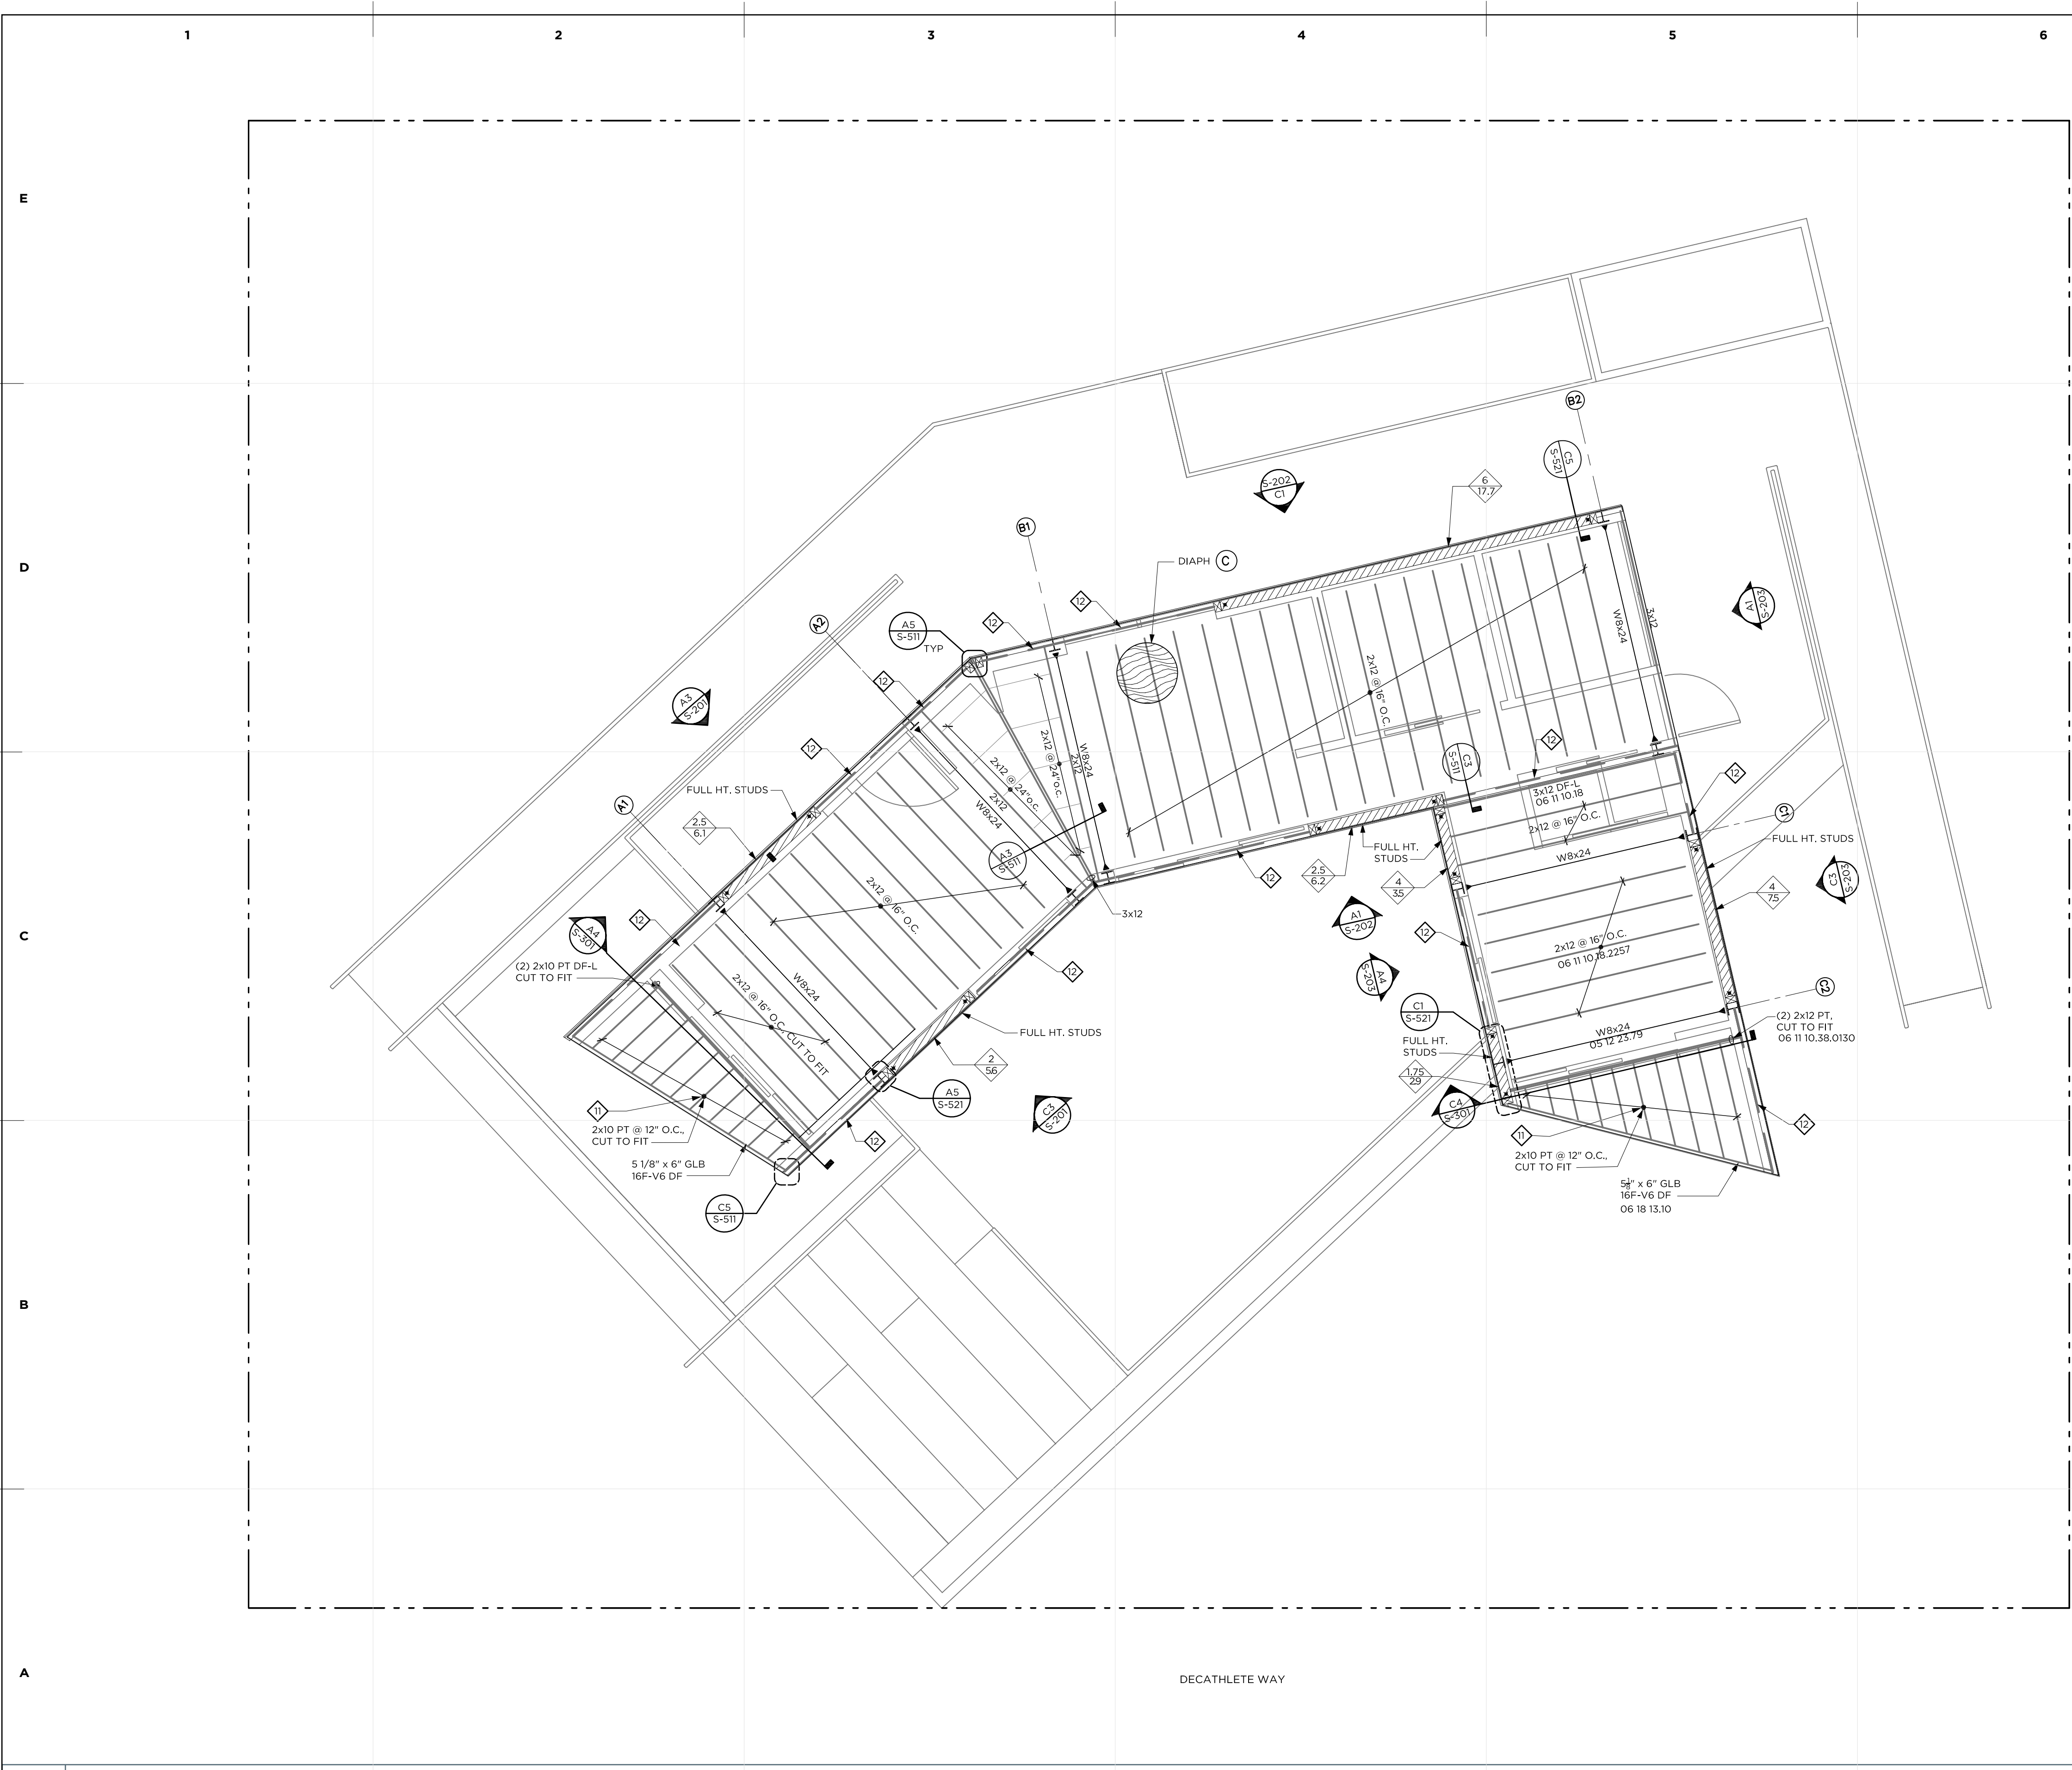 1
2
3
4
5
6
E
D
C
B
A
B2
C5
S-521
S-202
C1
6
17.7
B1
DIAPH C
12
A2
A5
S-511
TYP
12
12
W8x24
3x12
A1
S-203
2x12 @ 16" O.C.
12
A3
S-201
12
2x12 @ 24"o.c.
W8x24
2x12
C3
S-511
12
12
FULL HT. STUDS
A1
2x12 @ 24"o.c.
2x12
W8x24
3x12 DF-L
06 11 10.18
2x12 @ 16" O.C.
C1
FULL HT. STUDS
2.5
6.1
A3
S-511
FULL HT.
STUDS
W8x24
2.5
6.2
4
35
12
C3
S-203
4
75
2x12 @ 16" O.C.
3x12
A1
S-202
12
12
A4
S-301
2x12 @ 16" O.C.
06 11 10.18.2257
(2) 2x10 PT DF-L
CUT TO FIT
12
A4
S-203
W8x24
2x12 @ 16" O.C., CUT TO FIT
C2
C1
S-521
(2) 2x12 PT,
CUT TO FIT
06 11 10.38.0130
FULL HT. STUDS
W8x24
05 12 23.79
FULL HT.
STUDS
2
56
1.75
29
A5
S-521
C3
S-201
C4
S-301
11
2x10 PT @ 12" O.C.,
CUT TO FIT
12
11
12
2x10 PT @ 12" O.C.,
CUT TO FIT
5 1/8" x 6" GLB
16F-V6 DF
5 1/8" x 6" GLB
16F-V6 DF
06 18 13.10
C5
S-511
DECATHLETE WAY